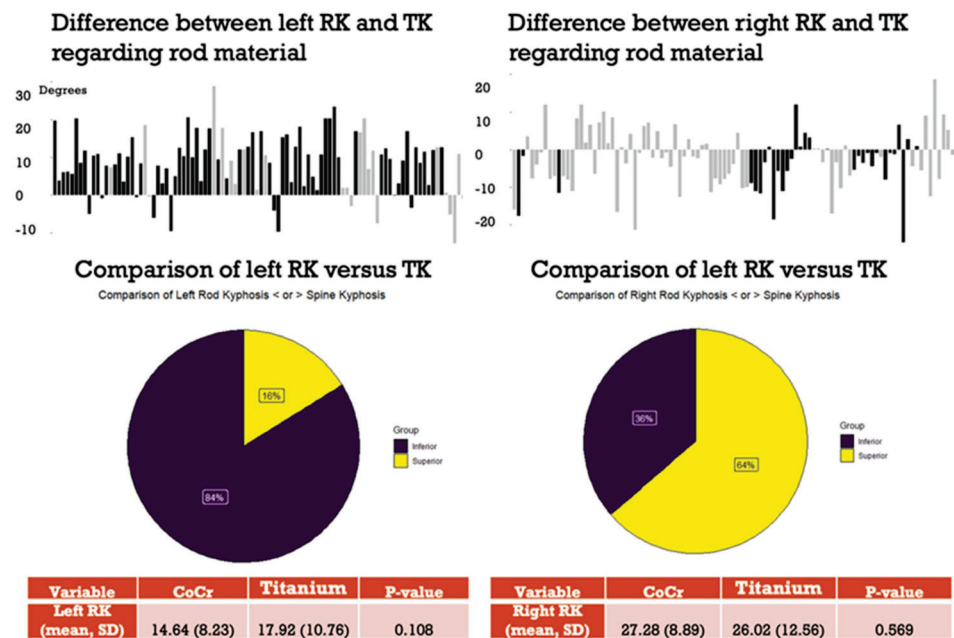 Difference between left RK and TK
regarding rod material
30 Degrees
20
10
0
-10
Difference between right RK and TK
regarding rod material
20
10
0
-10
-20
Comparison of left RK versus TK
Comparison of Left Rod Kyphosis < or > Spine Kyphosis
16%
84%
Group
Inferior
Superior
Comparison of left RK versus TK
Comparison of Right Rod Kyphosis < or > Spine Kyphosis
36%
64%
Group
Inferior
Superior
Variable CoCr Titanium P-value
Left RK
(mean, SD) 14.64 (8.23) 17.92 (10.76) 0.108
Variable CoCr Titanium P-value
Right RK
(mean, SD) 27.28 (8.89) 26.02 (12.56) 0.569